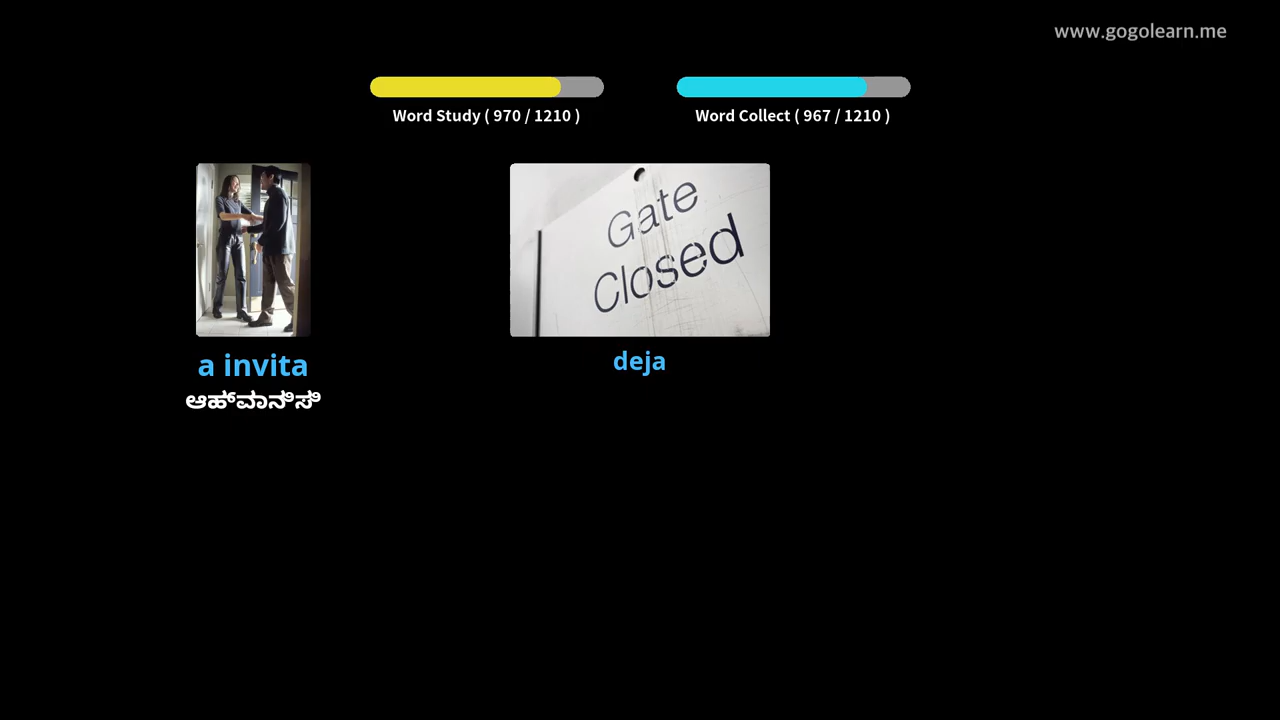 www.gogolearn.me
Word Study ( 970 / 1210 )
Word Collect ( 967 / 1210 )
Gate
Closed
a invita
ಆಹ್ವಾನಿಸಿ
deja